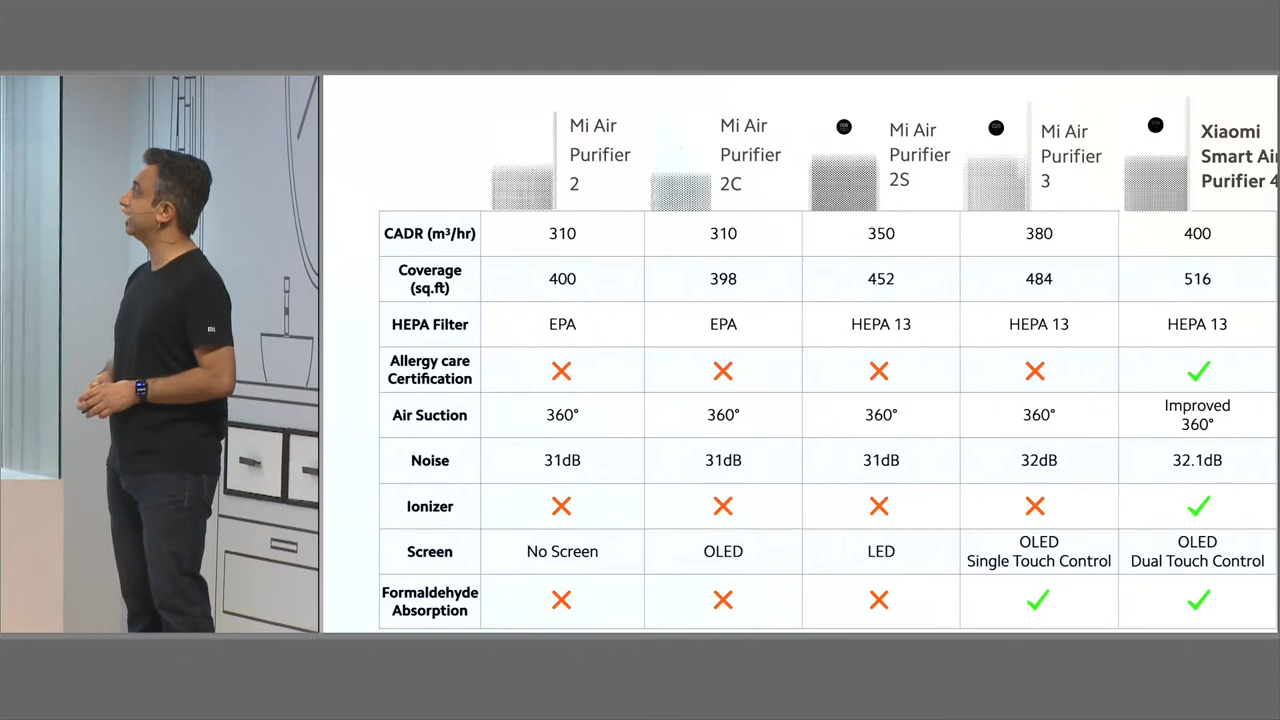 Mi Air
Purifier
2
Mi Air
Purifier
2C
Mi Air
Purifier
2S
Mi Air
Purifier
3
Xiaomi
Smart Air
Purifier 4
CADR (m³/hr) 310 310 350 380 400
Coverage
(sq.ft) 400 398 452 484 516
HEPA Filter EPA EPA HEPA 13 HEPA 13 HEPA 13
Allergy care
Certification
Air Suction 360° 360° 360° 360° Improved
360°
Noise 31dB 31dB 31dB 32dB 32.1dB
Ionizer
Screen No Screen OLED LED OLED
Single Touch Control OLED
Dual Touch Control
Formaldehyde
Absorption